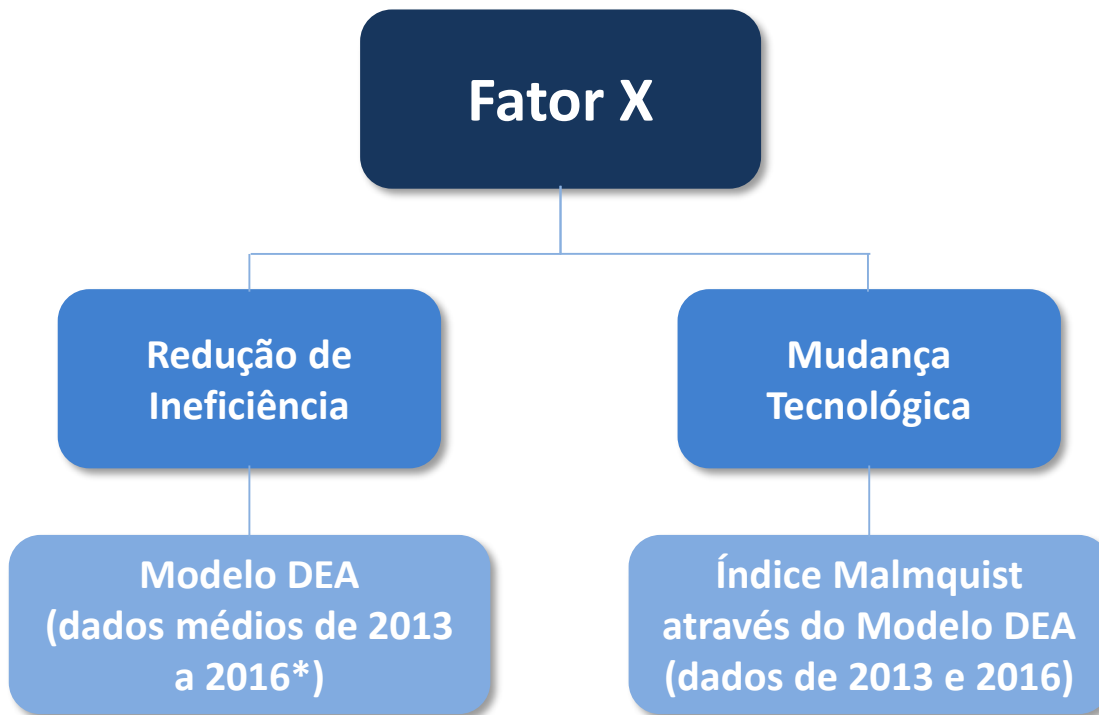 Fator X
Redução de
Ineficiência
Mudança
Tecnológica
Modelo DEA
(dados médios de 2013
a 2016*)
Índice Malmquist
através do Modelo DEA
(dados de 2013 e 2016)